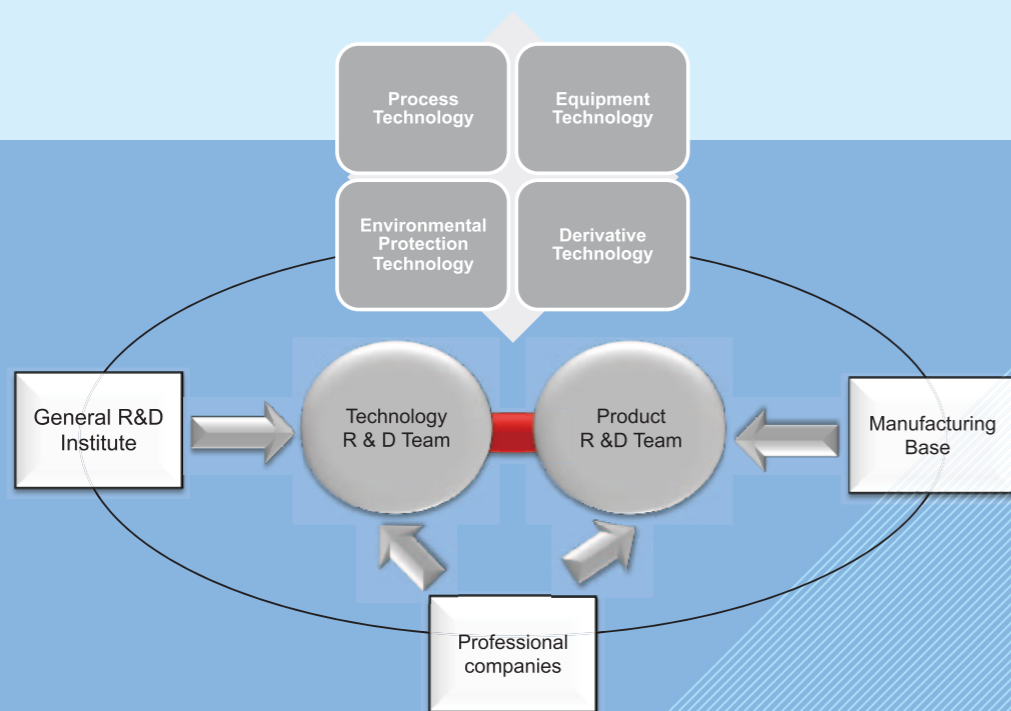 Process
Technology
Equipment
Technology
Environmental
Protection
Technology
Derivative
Technology
General R&D
Institute
Technology
R & D Team
Product
R &D Team
Manufacturing
Base
Professional
companies